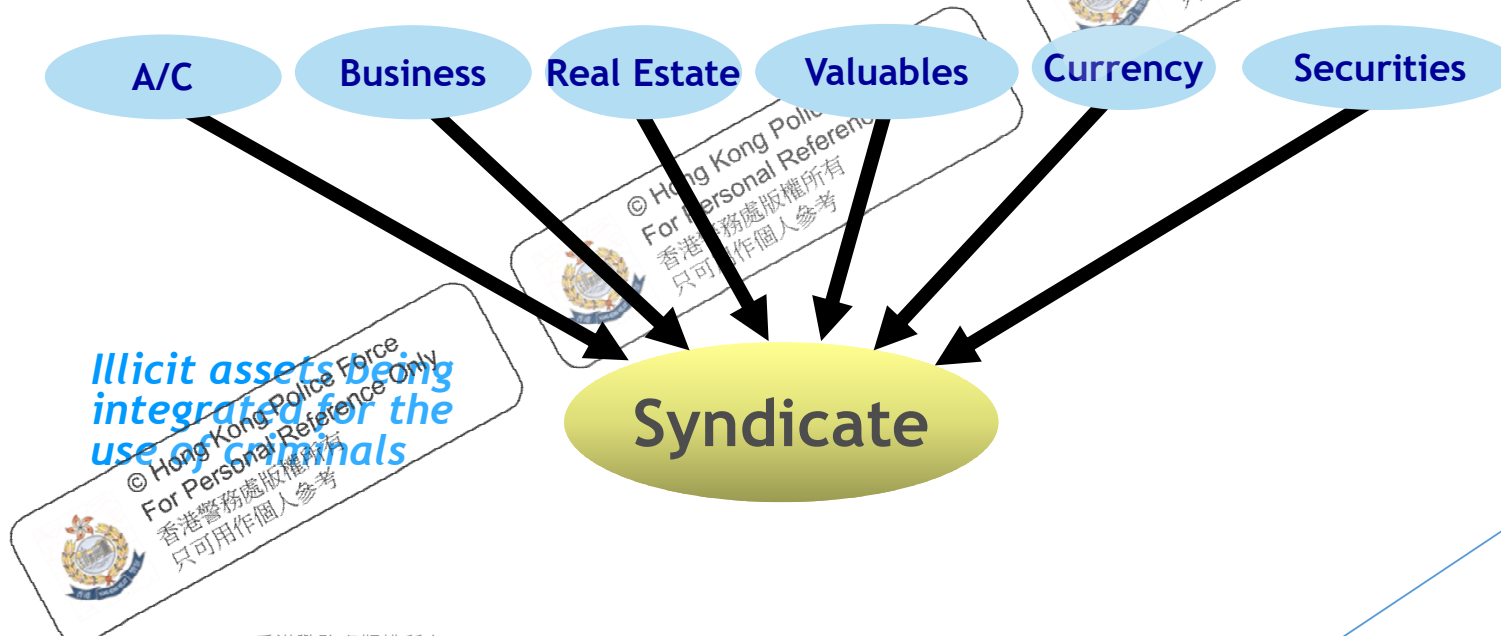 A/C
Business
Real Estate
Valuables
Currency
Securities
© Hong Kong Police
For Personal Reference
香港警務處版權所有
只可用作個人參考
Illicit assets being
integrated for the
use of criminals
Syndicate
© Hong Kong Police Force
For Personal Reference Only
香港警務處版權所有
只可用作個人參考